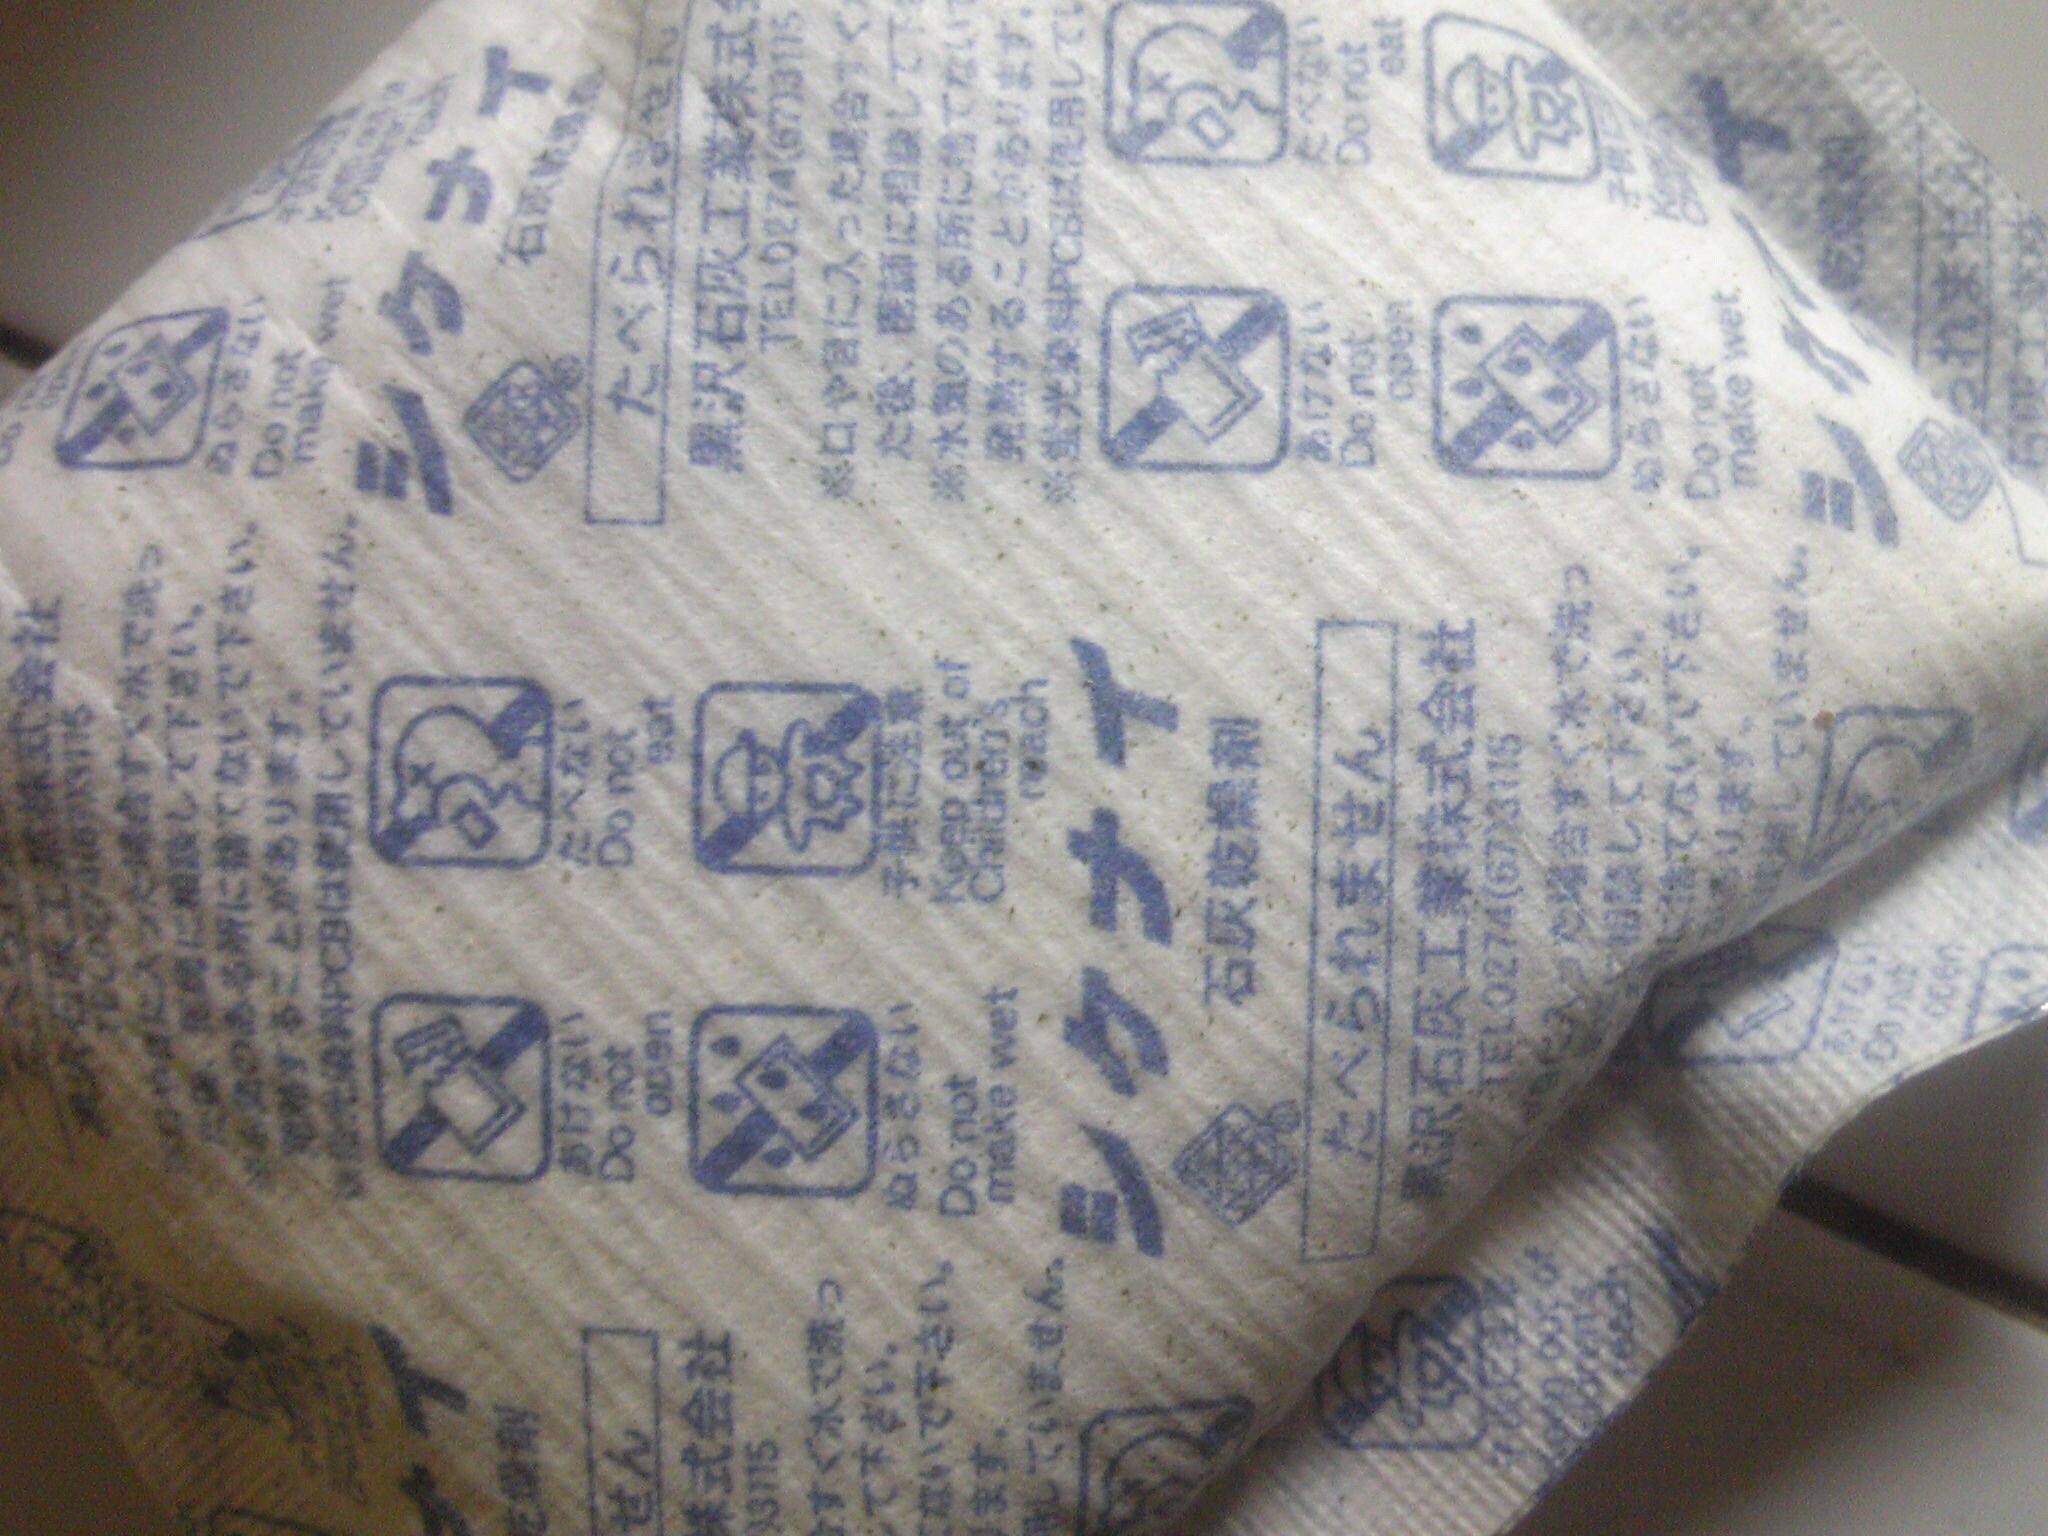 シケナイ
石灰乾燥剤
たべられません
黒沢石灰工業株式会社
TEL0274(67)3115
※口や目に入った場合すぐ水で洗っ
た後、医師に相談して下さい。
※水気のある所に捨てないで下さい。
発熱することがあります。
※蛍光染料PCBは使用していません。
たべない
Do not
eat
子供に注意
Keep out of
Children's
reach
あけない
Do not
open
ぬらさない
Do not
make wet